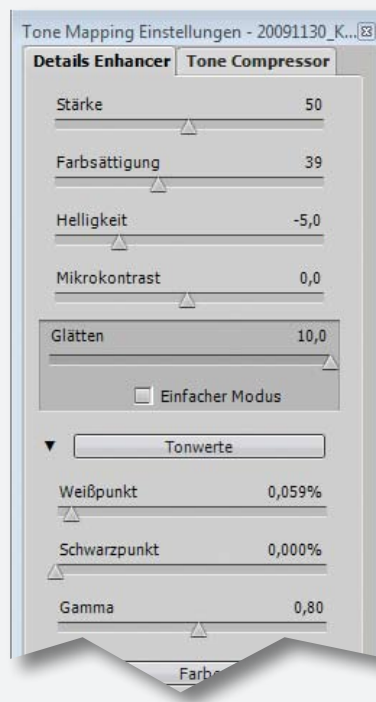 Tone Mapping Einstellungen - 20091130_K...
Details Enhancer Tone Compressor
Stärke 50
Farbsättigung 39
Helligkeit -5,0
Mikrokontrast 0,0
Glätten 10,0
Einfacher Modus
Tonwerte
Weißpunkt 0,059%
Schwarzpunkt 0,000%
Gamma 0,80